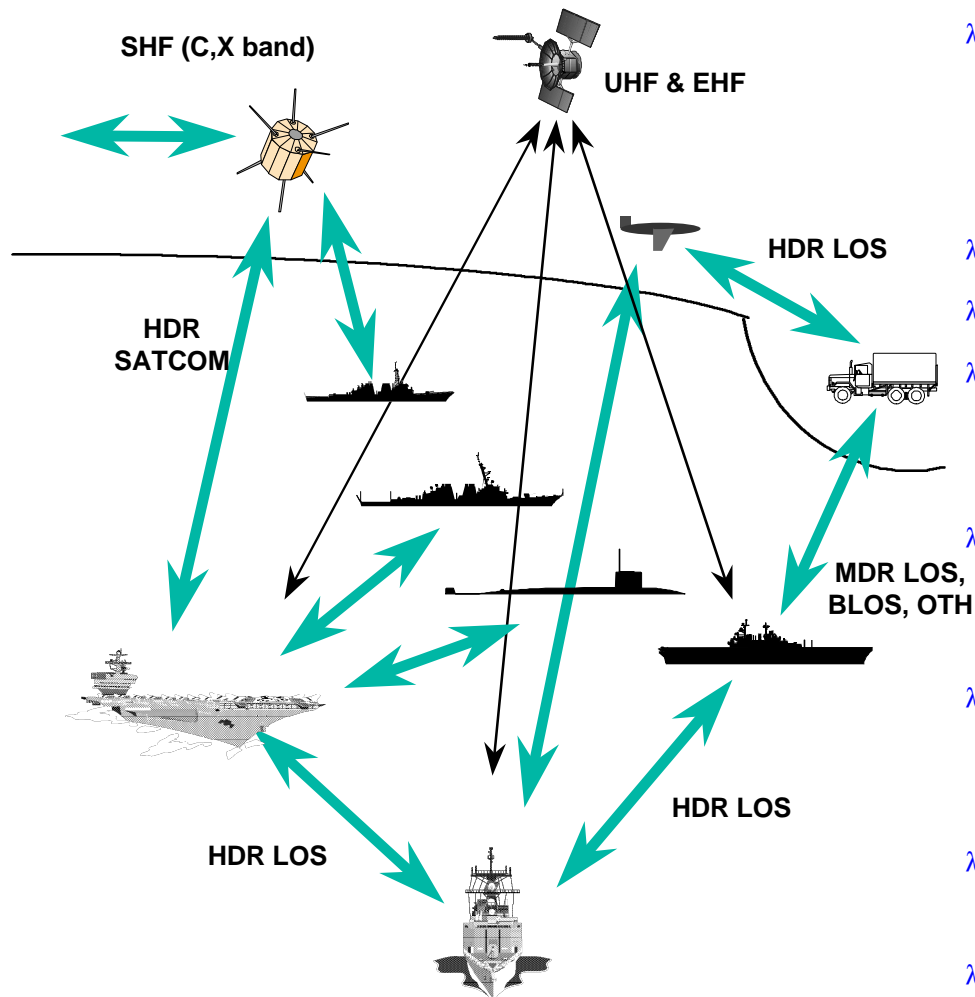 SHF (C,X band)
UHF & EHF
HDR LOS
HDR
SATCOM
MDR LOS,
BLOS, OTH
HDR LOS
HDR LOS
λ
λ
λ
λ
λ
λ
λ
λ